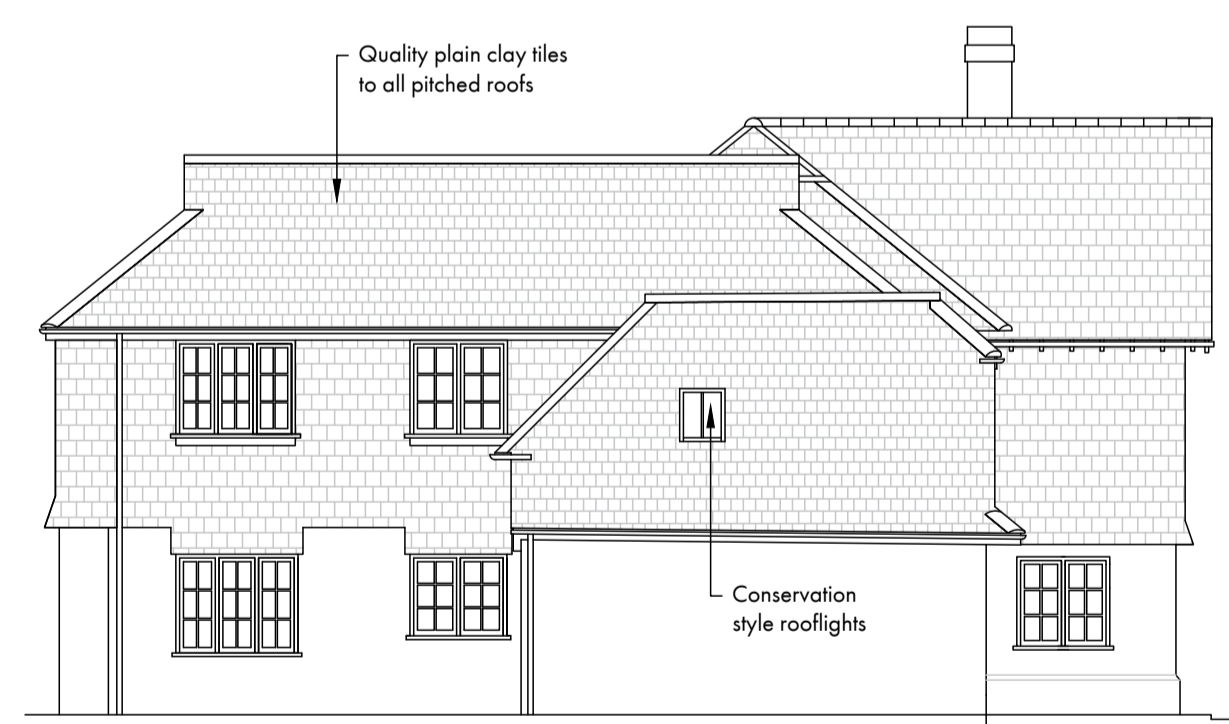 Quality plain clay tiles
to all pitched roofs
Conservation
style rooflights